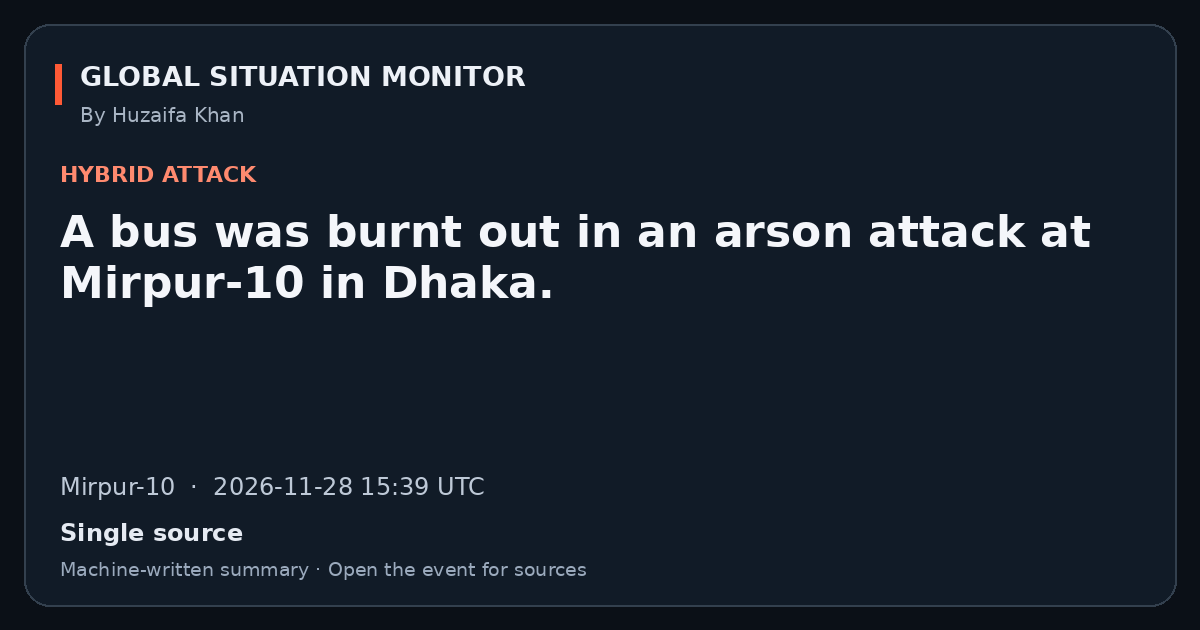 GLOBAL SITUATION MONITOR
By Huzaifa Khan
HYBRID ATTACK
A bus was burnt out in an arson attack at
Mirpur-10 in Dhaka.
Mirpur-10 · 2026-11-28 15:39 UTC
Single source
Machine-written summary · Open the event for sources